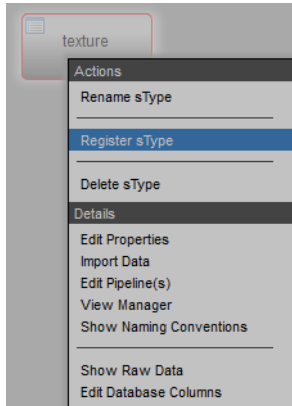 texture
Actions
Rename sType
Register sType
Delete sType
Details
Edit Properties
Import Data
Edit Pipeline(s)
View Manager
Show Naming Conventions
Show Raw Data
Edit Database Columns